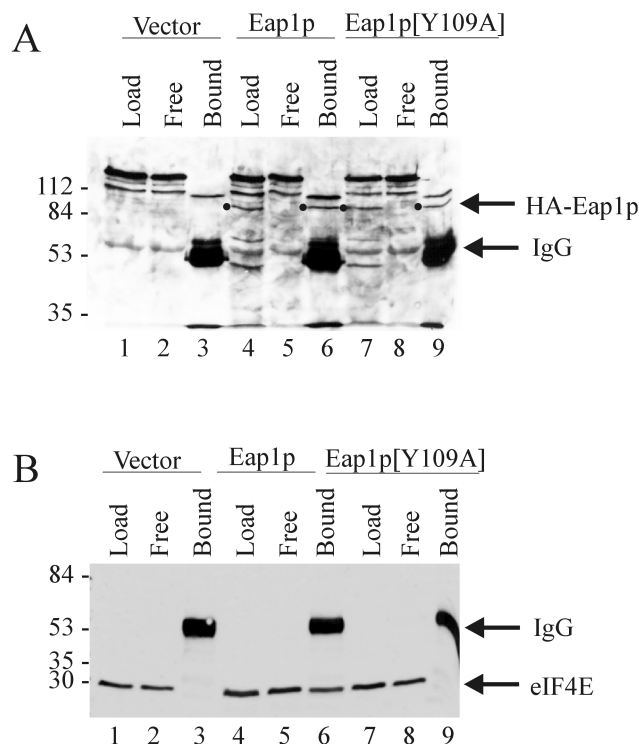 A
Vector Eap1p Eap1p[Y109A]
Load Free Bound Load Free Bound Load Free Bound
112 -
84 -
53 -
35 -
HA-Eap1p
IgG
1 2 3 4 5 6 7 8 9
B
Vector Eap1p Eap1p[Y109A]
Load Free Bound Load Free Bound Load Free Bound
84 -
53 -
35 -
30 -
IgG
eIF4E
1 2 3 4 5 6 7 8 9